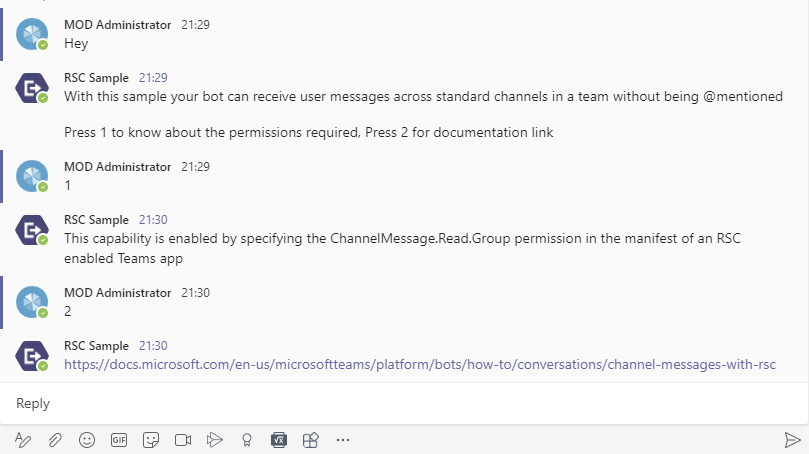 MOD Administrator 21:29
Hey
RSC Sample 21:29
With this sample your bot can receive user messages across standard channels in a team without being @mentioned
Press 1 to know about the permissions required, Press 2 for documentation link
MOD Administrator 21:29
1
RSC Sample 21:30
This capability is enabled by specifying the ChannelMessage.Read.Group permission in the manifest of an RSC
enabled Teams app
MOD Administrator 21:30
2
RSC Sample 21:30
https://docs.microsoft.com/en-us/microsoftteams/platform/bots/how-to/conversations/channel-messages-with-rsc
Reply
GIF